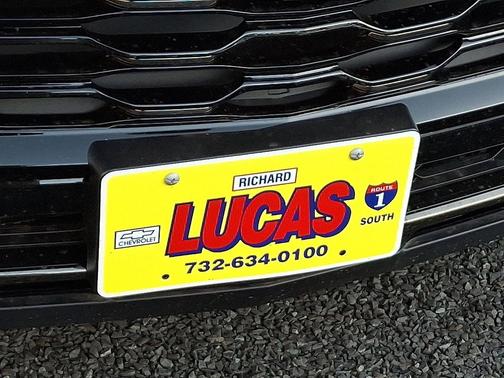 RICHARD
LUCAS
CHEVROLET
ROUTE
1
SOUTH
732-634-0100